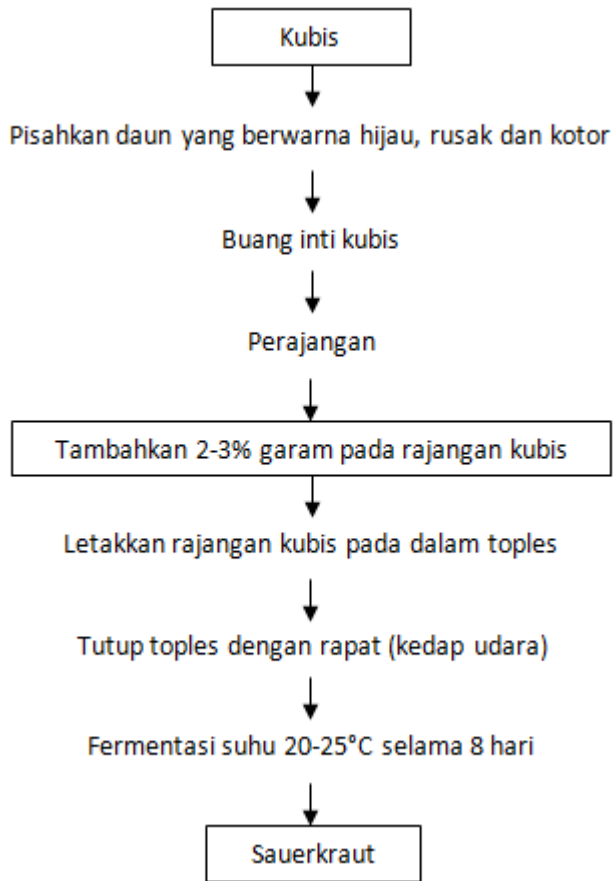 Kubis
Pisahkan daun yang berwarna hijau, rusak dan kotor
Buang inti kubis
Perajangan
Tambahkan 2-3% garam pada rajangan kubis
Letakkan rajangan kubis pada dalam toples
Tutup toples dengan rapat (kedap udara)
Fermentasi suhu 20-25°C selama 8 hari
Sauerkraut